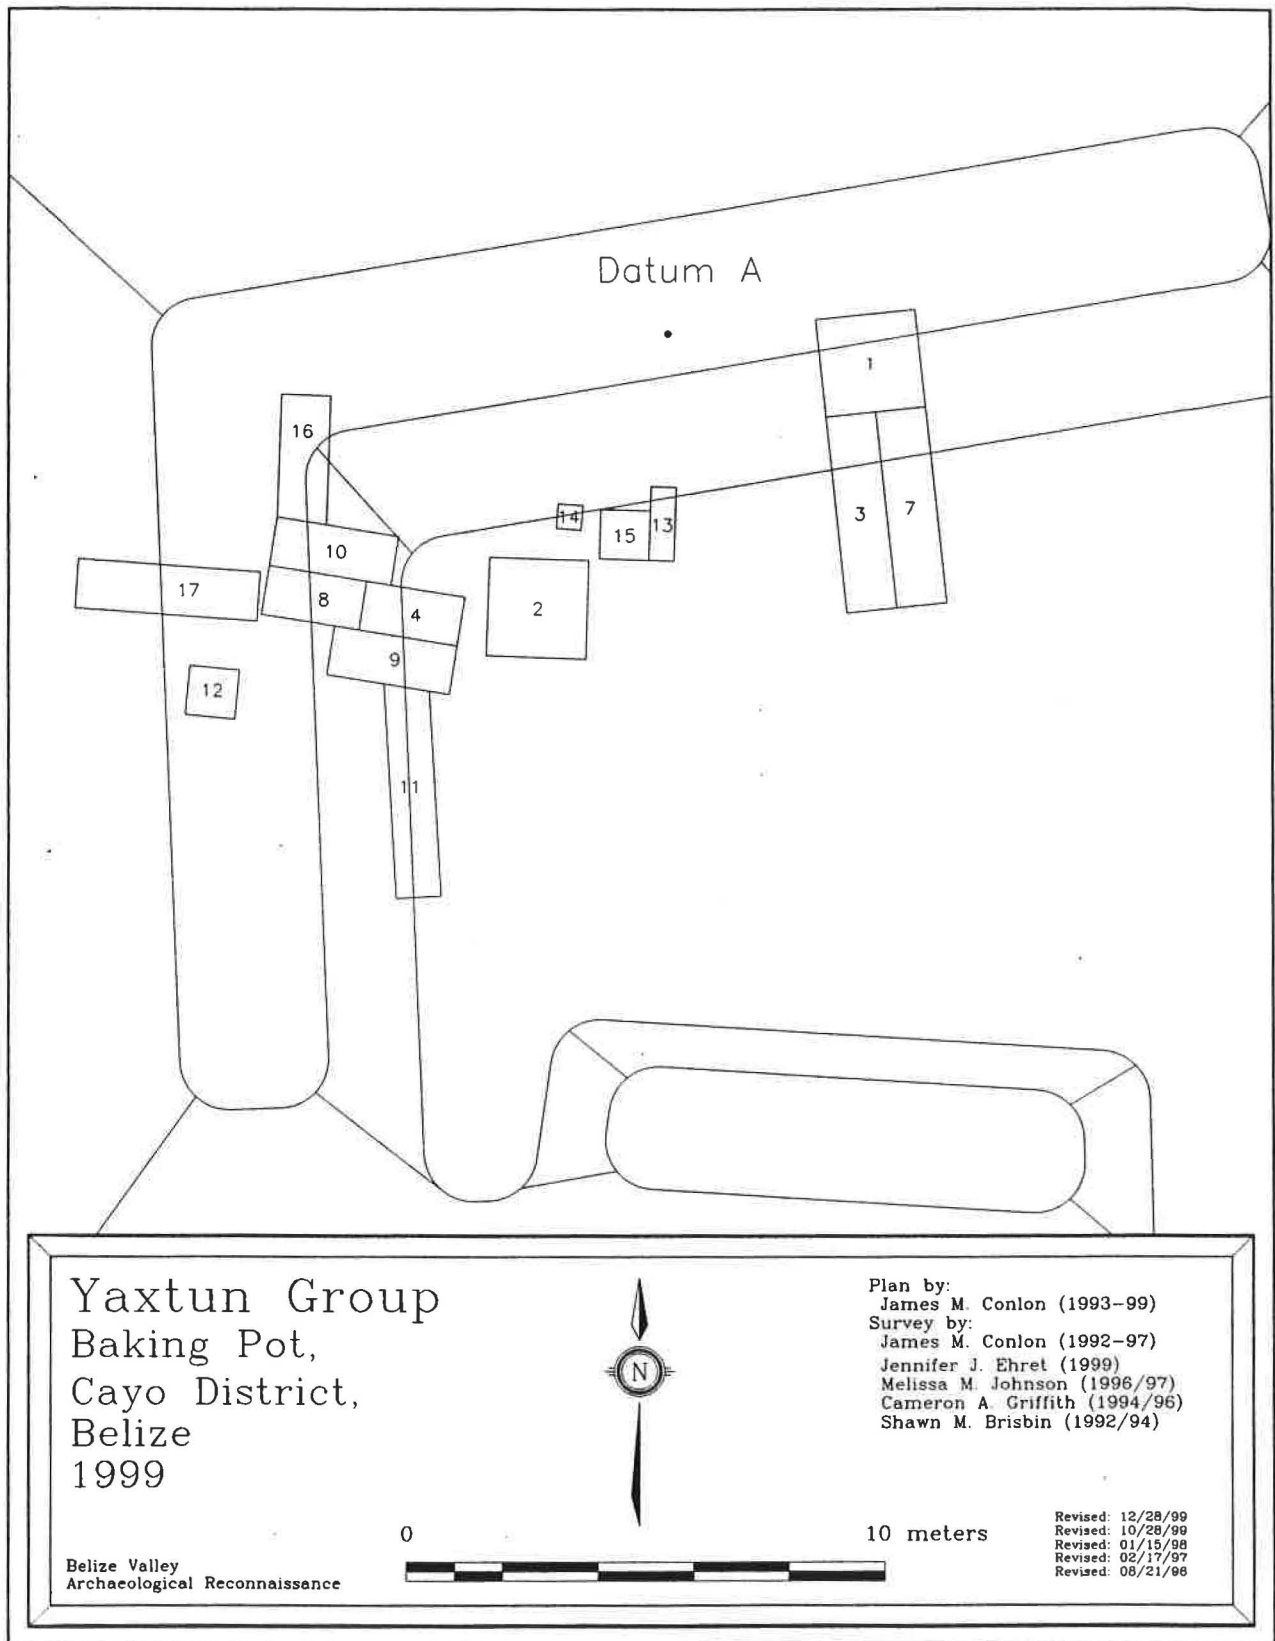 Datum A
1
16
14
15
13
3
7
10
17
8
4
2
9
12
11
Yaxtun Group
Baking Pot,
Cayo District,
Belize
1999
Belize Valley
Archaeological Reconnaissance
N
0
10 meters
Plan by:
James M. Conlon (1993-99)
Survey by:
James M. Conlon (1992-97)
Jennifer J. Ehret (1999)
Melissa M. Johnson (1996/97)
Cameron A. Griffith (1994/96)
Shawn M. Brisbin (1992/94)
Revised: 12/28/99
Revised: 10/28/99
Revised: 01/15/98
Revised: 02/17/97
Revised: 08/21/96